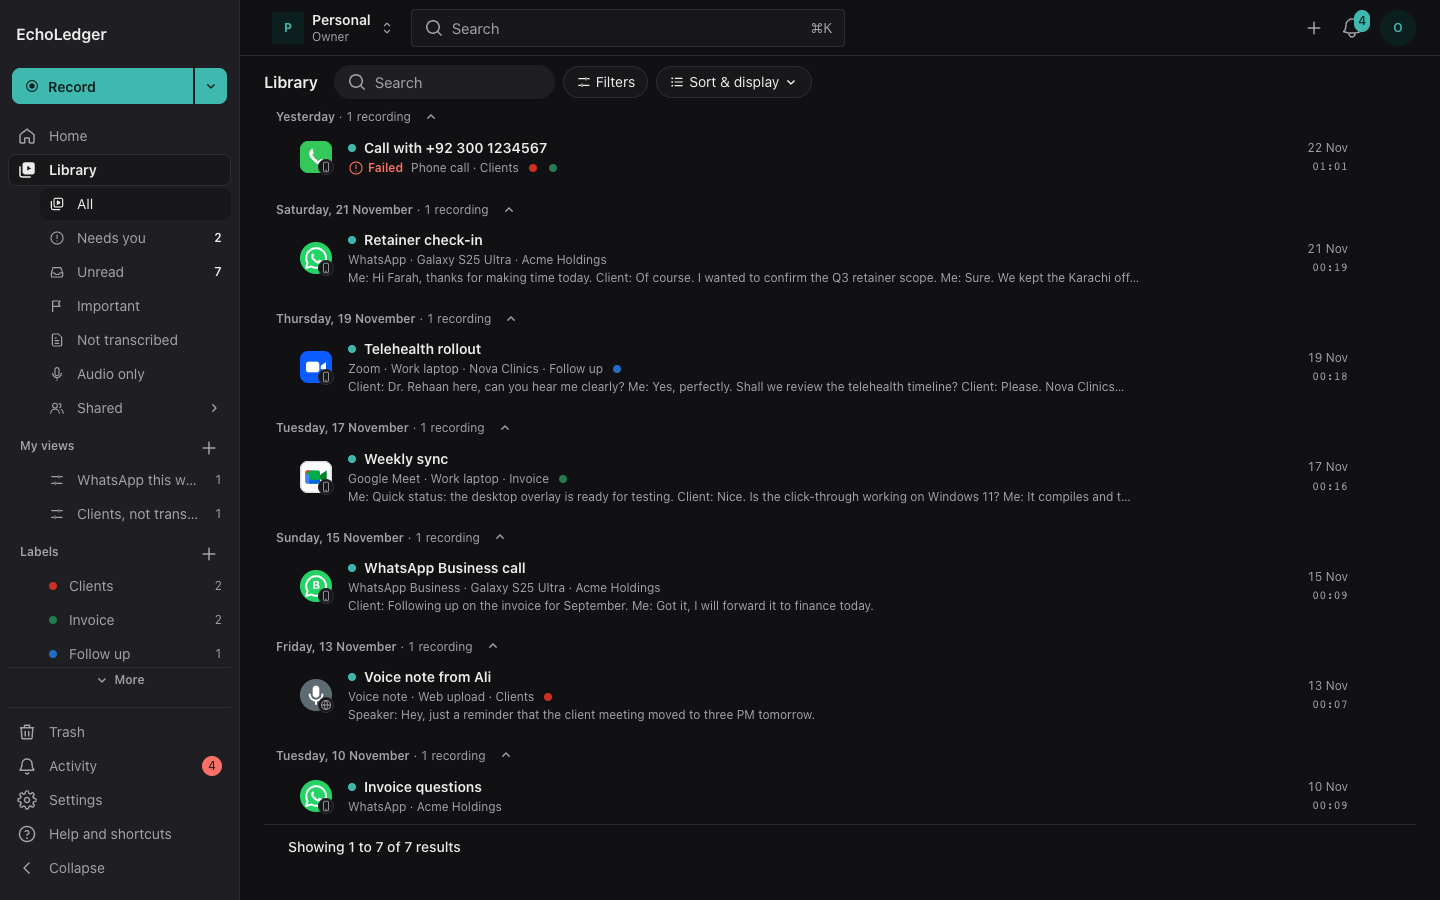 EchoLedger
Record
Home
Library
All
Needs you 2
Unread 7
Important
Not transcribed
Audio only
Shared
My views
WhatsApp this w... 1
Clients, not trans... 1
Labels
Clients 2
Invoice 2
Follow up 1
More
Trash
Activity 4
Settings
Help and shortcuts
Collapse
P Personal
Owner
Search ⌘K
4
O
Library Search Filters Sort & display
Yesterday · 1 recording
Call with +92 300 1234567 22 Nov
Failed Phone call · Clients 01:01
Saturday, 21 November · 1 recording
Retainer check-in 21 Nov
WhatsApp · Galaxy S25 Ultra · Acme Holdings 00:19
Me: Hi Farah, thanks for making time today. Client: Of course. I wanted to confirm the Q3 retainer scope. Me: Sure. We kept the Karachi off...
Thursday, 19 November · 1 recording
Telehealth rollout 19 Nov
Zoom · Work laptop · Nova Clinics · Follow up 00:18
Client: Dr. Rehaan here, can you hear me clearly? Me: Yes, perfectly. Shall we review the telehealth timeline? Client: Please. Nova Clinics...
Tuesday, 17 November · 1 recording
Weekly sync 17 Nov
Google Meet · Work laptop · Invoice 00:16
Me: Quick status: the desktop overlay is ready for testing. Client: Nice. Is the click-through working on Windows 11? Me: It compiles and t...
Sunday, 15 November · 1 recording
WhatsApp Business call 15 Nov
WhatsApp Business · Galaxy S25 Ultra · Acme Holdings 00:09
Client: Following up on the invoice for September. Me: Got it, I will forward it to finance today.
Friday, 13 November · 1 recording
Voice note from Ali 13 Nov
Voice note · Web upload · Clients 00:07
Speaker: Hey, just a reminder that the client meeting moved to three PM tomorrow.
Tuesday, 10 November · 1 recording
Invoice questions 10 Nov
WhatsApp · Acme Holdings 00:09
Showing 1 to 7 of 7 results